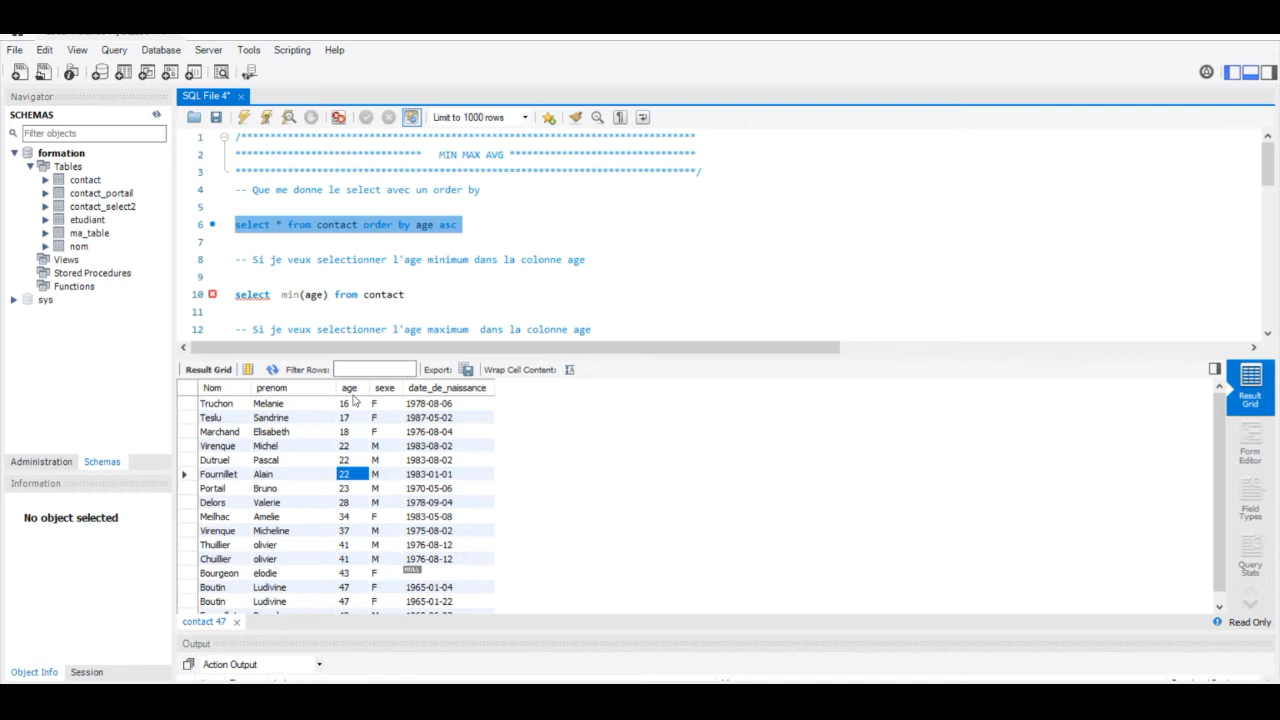 File Edit View Query Database Server Tools Scripting Help
Navigator
SCHEMAS
Filter objects
formation
Tables
contact
contact_portail
contact_select2
etudiant
ma_table
nom
Views
Stored Procedures
Functions
sys
Administration Schemas
Information
No object selected
Object Info Session
SQL File 4*
Limit to 1000 rows
1 /****************************************************************************
2 ***************************** MIN MAX AVG ***********************************
3 ****************************************************************************/
4 -- Que me donne le select avec un order by
5
6 select * from contact order by age asc
7
8 -- Si je veux selectionner l'age minimum dans la colonne age
9
10 select min(age) from contact
11
12 -- Si je veux selectionner l'age maximum dans la colonne age
Result Grid Filter Rows: Export: Wrap Cell Content:
Nom prenom age sexe date_de_naissance
Truchon Melanie 16 F 1978-08-06
Teslu Sandrine 17 F 1987-05-02
Marchand Elisabeth 18 F 1976-08-04
Virenque Michel 22 M 1983-08-02
Dutruel Pascal 22 M 1983-08-02
Fournillet Alain 22 M 1983-01-01
Portail Bruno 23 M 1970-05-06
Delors Valerie 28 M 1978-09-04
Meilhac Amelie 34 F 1983-05-08
Virenque Micheline 37 M 1975-08-02
Thuillier olivier 41 M 1976-08-12
Chuillier olivier 41 M 1976-08-12
Bourgeon elodie 43 F NULL
Boutin Ludivine 47 F 1965-01-04
Boutin Ludivine 47 F 1965-01-22
Result
Grid
Form
Editor
Field
Types
Query
Stats
contact 47
Read Only
Output
Action Output